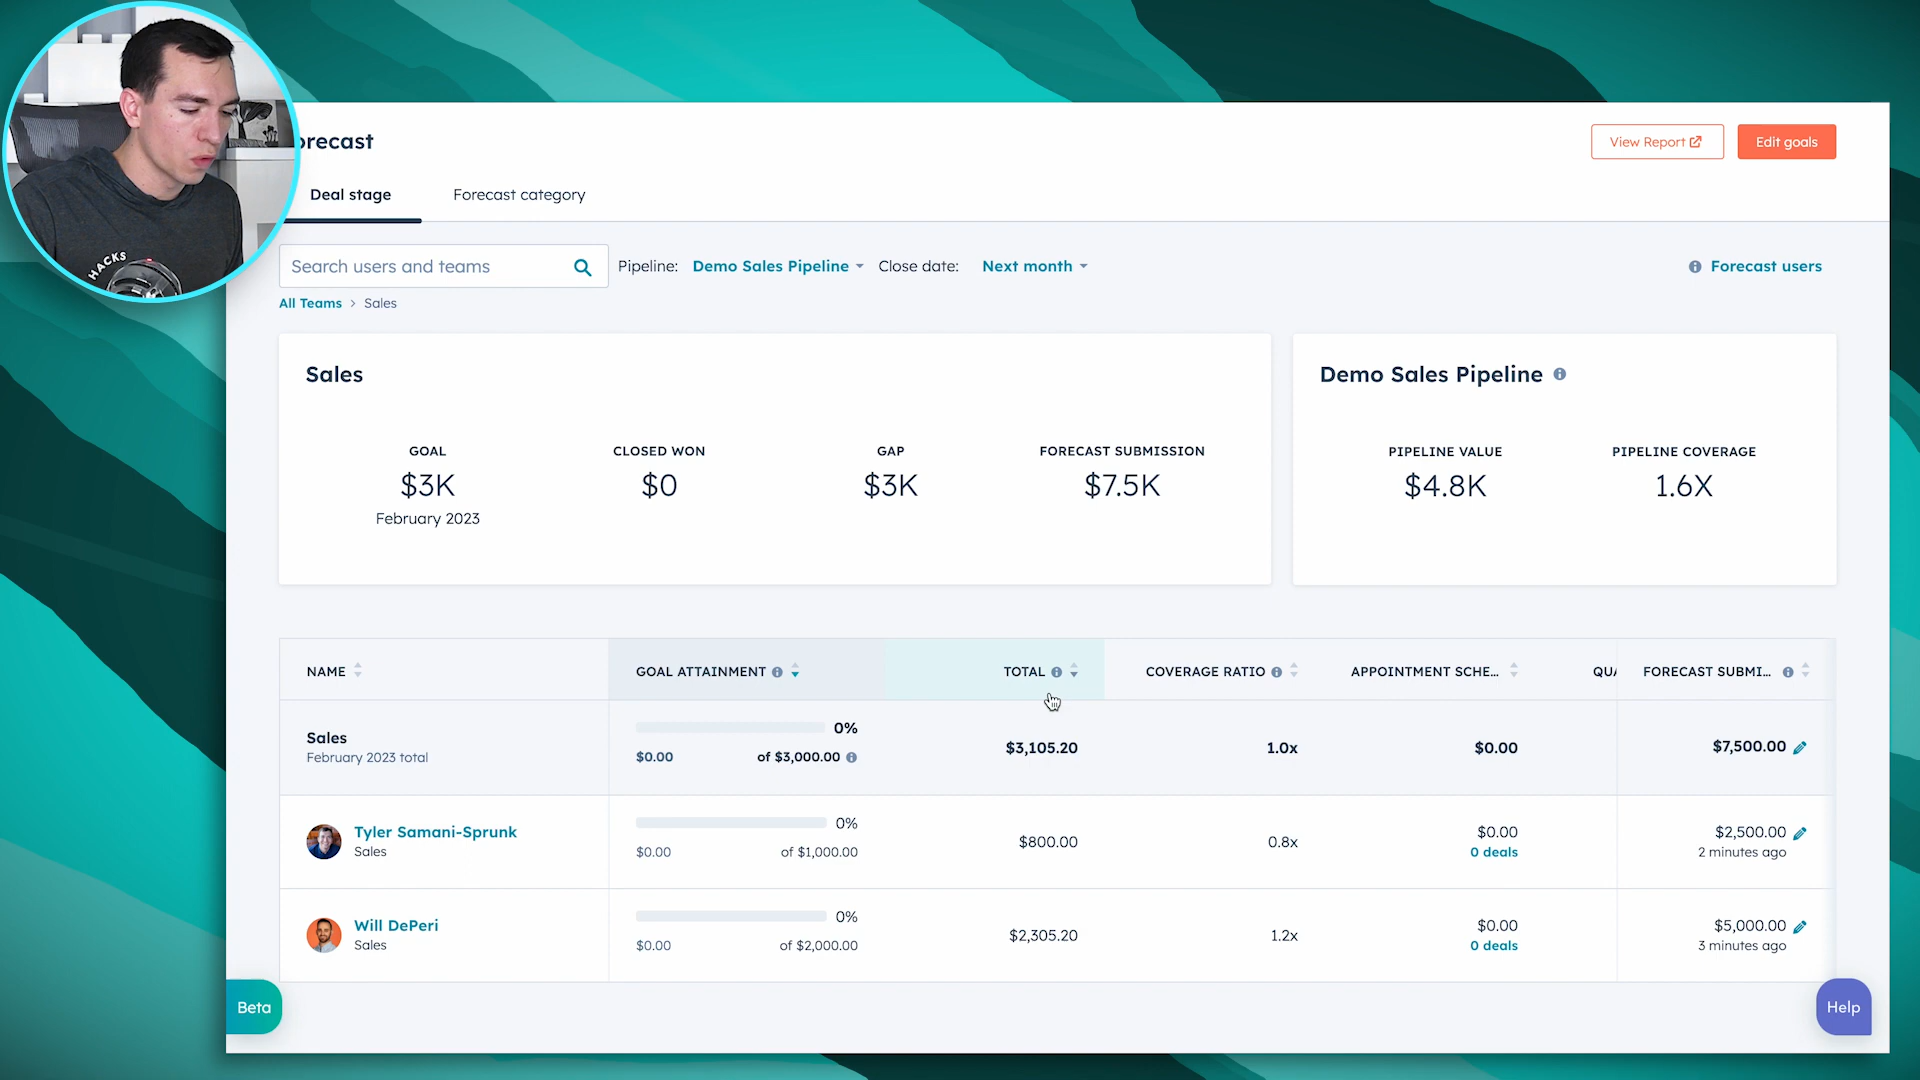 HACKS
orecast
View Report
Edit goals
Deal stage
Forecast category
Search users and teams
Pipeline: Demo Sales Pipeline
Close date: Next month
Forecast users
All Teams > Sales
Sales
GOAL
$3K
February 2023
CLOSED WON
$0
GAP
$3K
FORECAST SUBMISSION
$7.5K
Demo Sales Pipeline
PIPELINE VALUE
$4.8K
PIPELINE COVERAGE
1.6X
NAME
GOAL ATTAINMENT
TOTAL
COVERAGE RATIO
APPOINTMENT SCHE...
QUA
FORECAST SUBMI...
Sales
February 2023 total
0%
$0.00
of $3,000.00
$3,105.20
1.0x
$0.00
$7,500.00
Tyler Samani-Sprunk
Sales
0%
$0.00
of $1,000.00
$800.00
0.8x
$0.00
0 deals
$2,500.00
2 minutes ago
Will DePeri
Sales
0%
$0.00
of $2,000.00
$2,305.20
1.2x
$0.00
0 deals
$5,000.00
3 minutes ago
Beta
Help